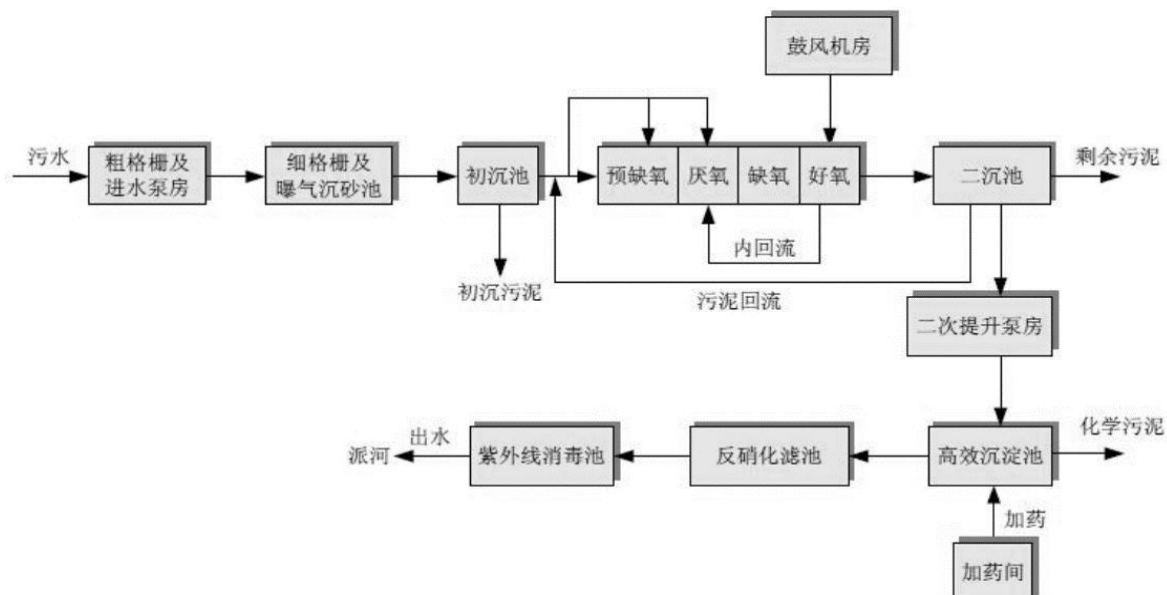 鼓风机房
污水
粗格栅及
进水泵房
细格栅及
曝气沉砂池
初沉池
预缺氧
厌氧
缺氧
好氧
二沉池
剩余污泥
内回流
初沉污泥
污泥回流
二次提升泵房
派河
出水
紫外线消毒池
反硝化滤池
高效沉淀池
化学污泥
加药
加药间